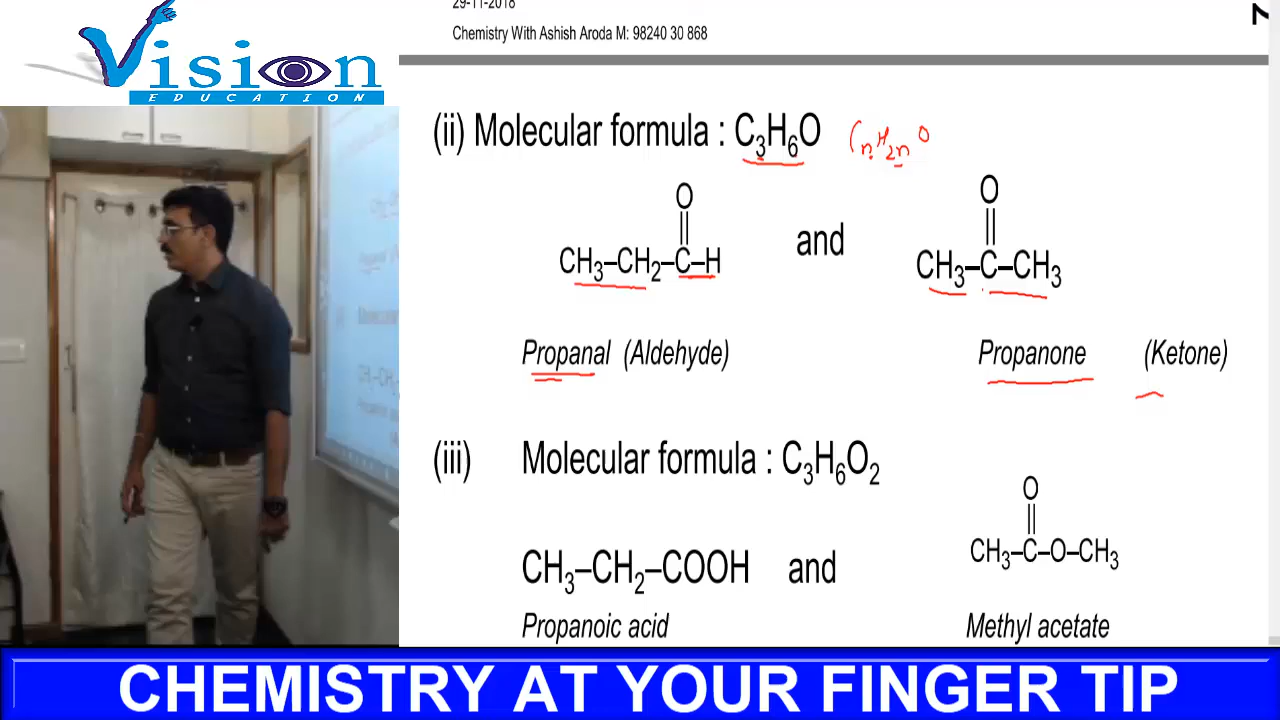 29-11-2018
Chemistry With Ashish Aroda M: 98240 30 868
Vision
EDUCATION
(ii) Molecular formula : C₃H₆O CₙH₂ₙO
O
CH₃–CH₂–C–H
and
O
CH₃–C–CH₃
Propanal (Aldehyde)
Propanone (Ketone)
(iii) Molecular formula : C₃H₆O₂
CH₃–CH₂–COOH and
O
CH₃–C–O–CH₃
Propanoic acid
Methyl acetate
CHEMISTRY AT YOUR FINGER TIP